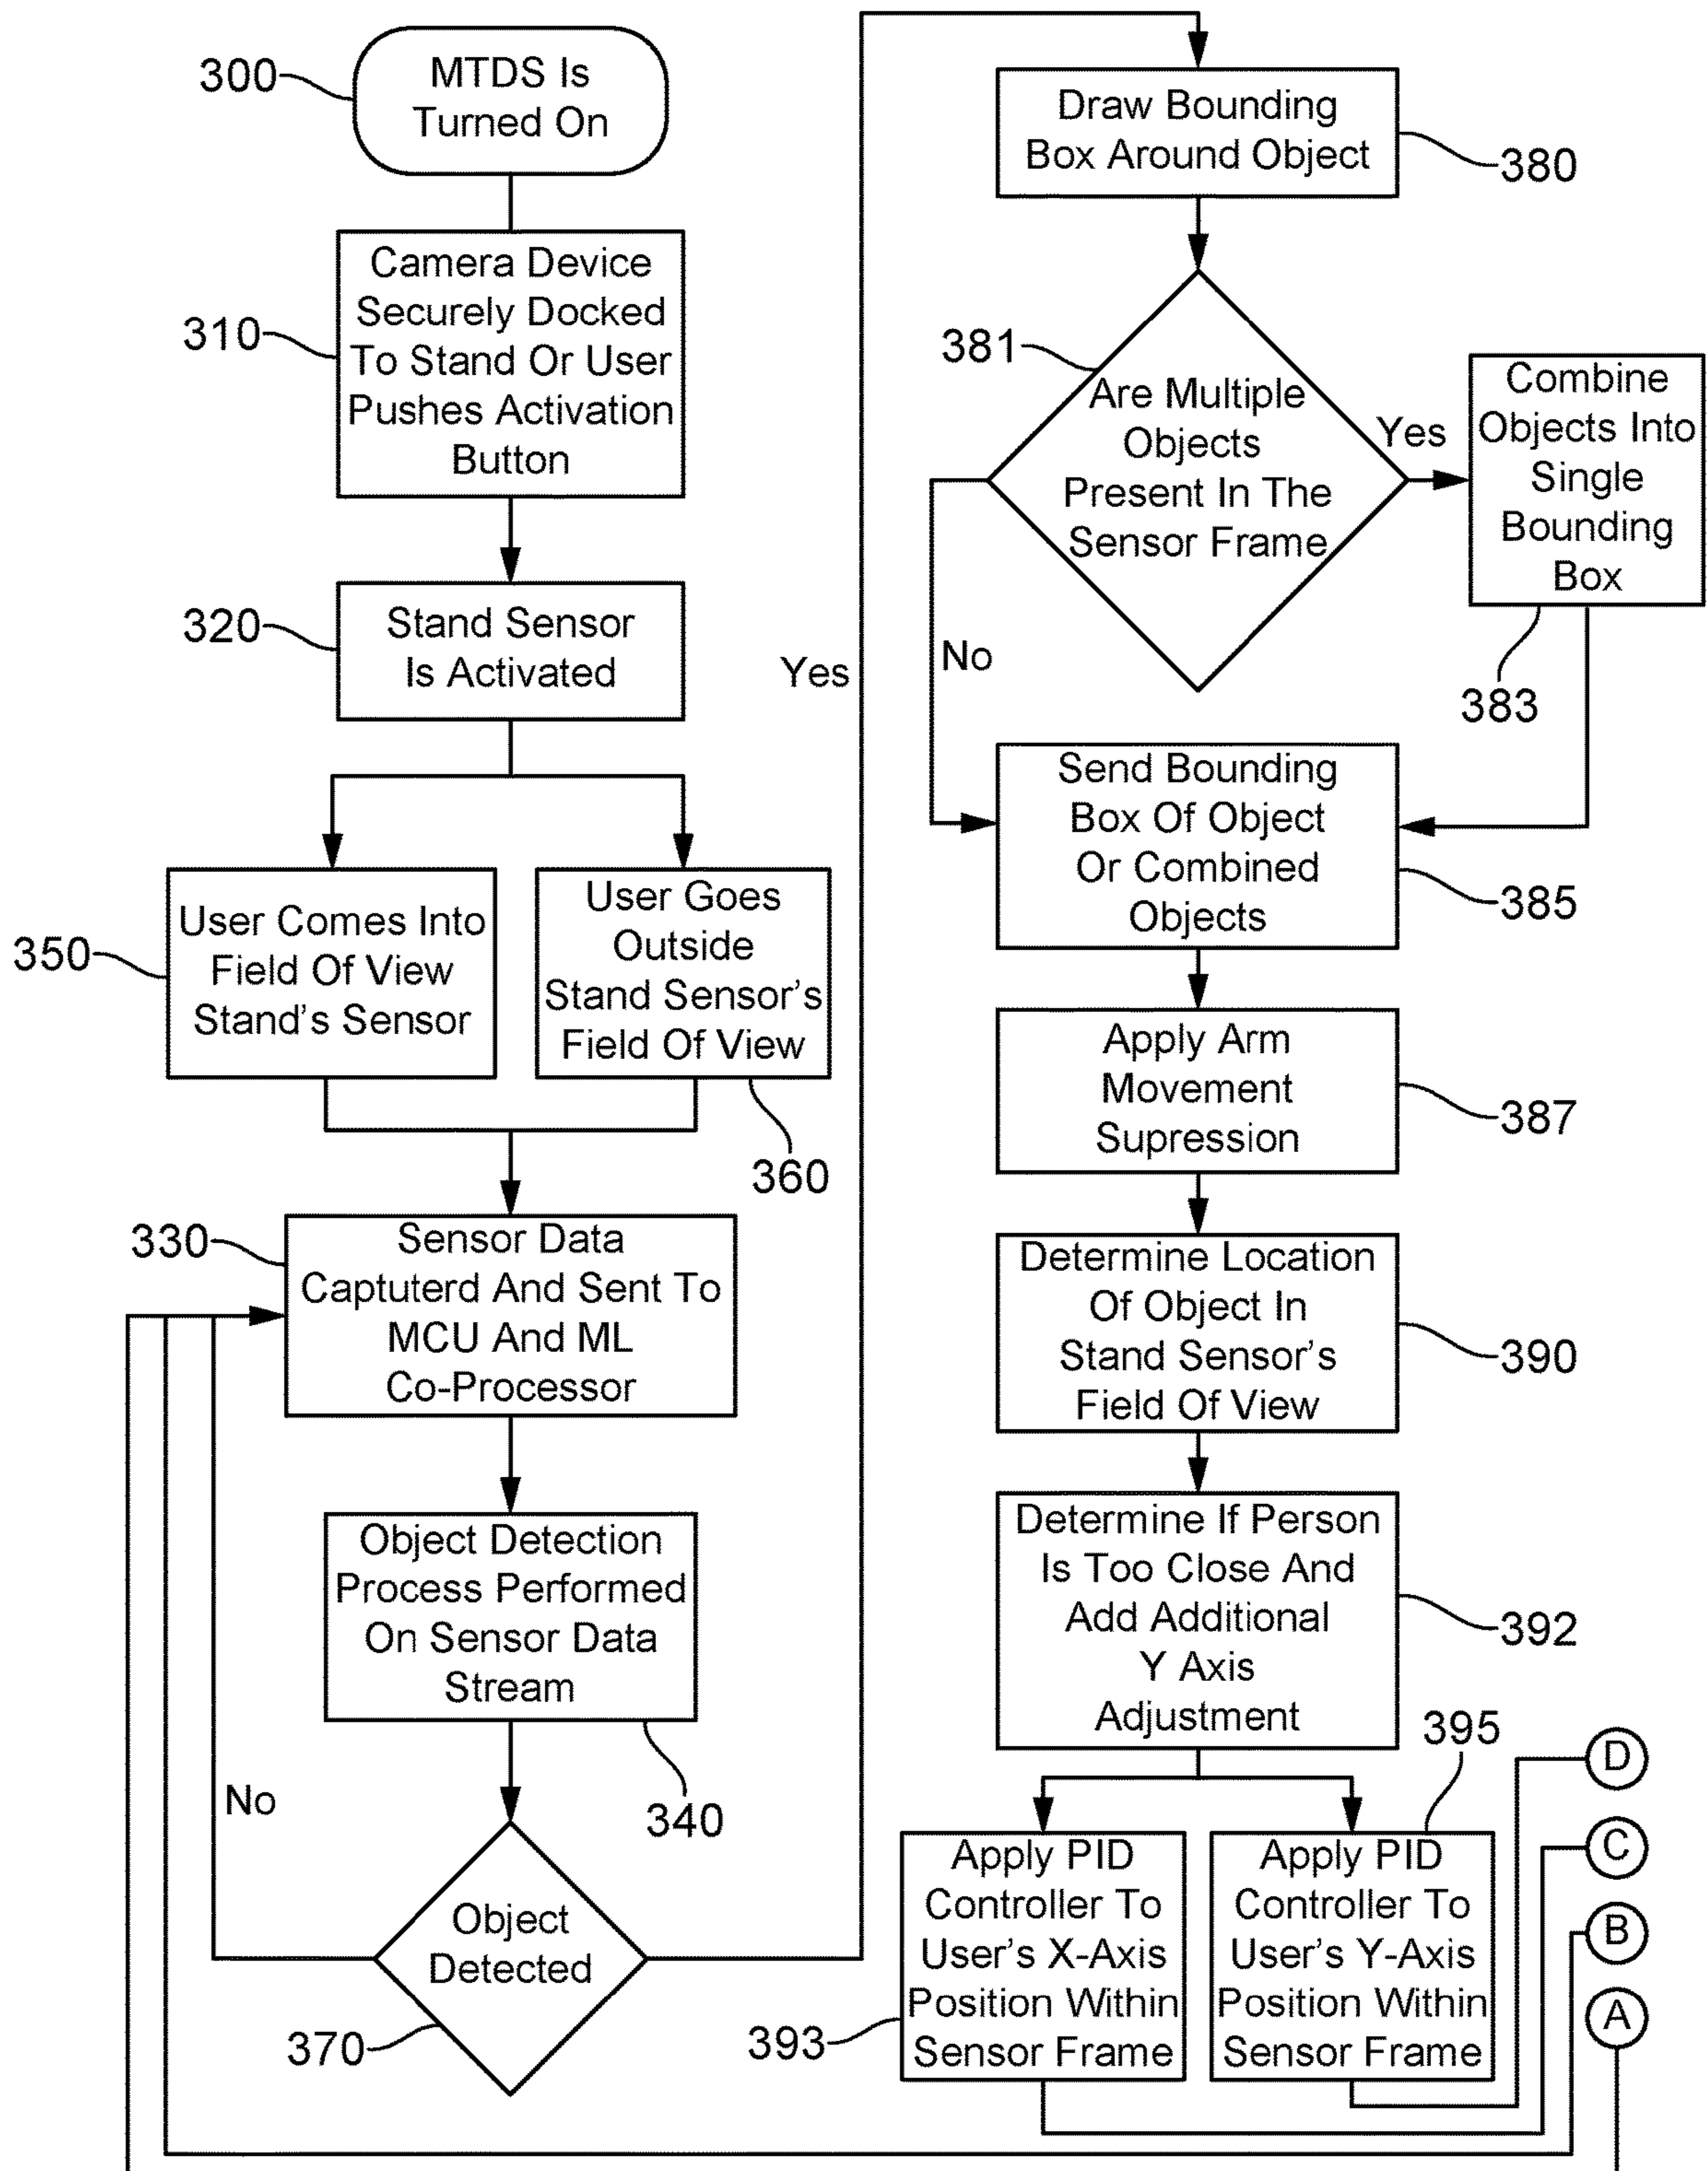 300
MTDS Is
Turned On
310
Camera Device
Securely Docked
To Stand Or User
Pushes Activation
Button
320
Stand Sensor
Is Activated
350
User Comes Into
Field Of View
Stand's Sensor
User Goes
Outside
Stand Sensor's
Field Of View
360
330
Sensor Data
Captuterd And Sent To
MCU And ML
Co-Processor
Object Detection
Process Performed
On Sensor Data
Stream
340
No
Object
Detected
370
Yes
Draw Bounding
Box Around Object
380
381
Are Multiple
Objects
Present In The
Sensor Frame
Yes
Combine
Objects Into
Single
Bounding
Box
383
No
Send Bounding
Box Of Object
Or Combined
Objects
385
Apply Arm
Movement
Supression
387
Determine Location
Of Object In
Stand Sensor's
Field Of View
390
Determine If Person
Is Too Close And
Add Additional
Y Axis
Adjustment
392
395
Apply PID
Controller To
User's X-Axis
Position Within
Sensor Frame
393
Apply PID
Controller To
User's Y-Axis
Position Within
Sensor Frame
D
C
B
A